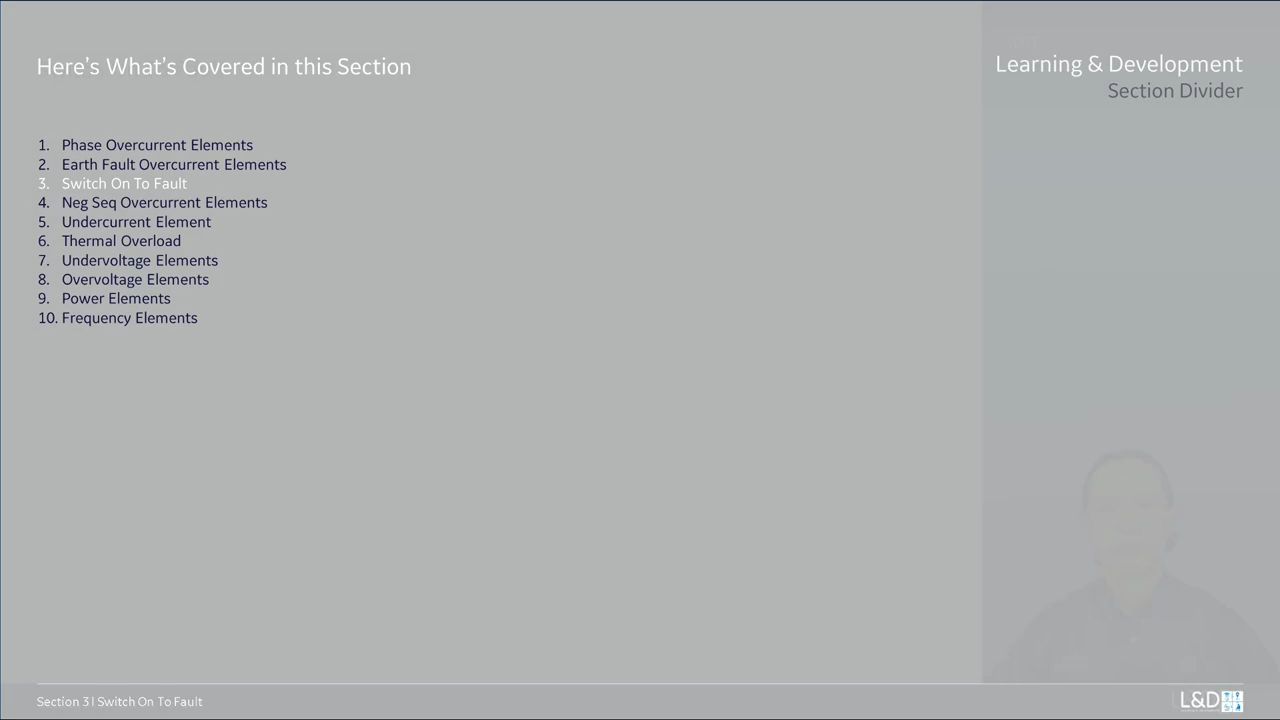 Here's What's Covered in this Section
Learning & Development
Section Divider
1. Phase Overcurrent Elements
2. Earth Fault Overcurrent Elements
3. Switch On To Fault
4. Neg Seq Overcurrent Elements
5. Undercurrent Element
6. Thermal Overload
7. Undervoltage Elements
8. Overvoltage Elements
9. Power Elements
10. Frequency Elements
Section 3 | Switch On To Fault
L&D